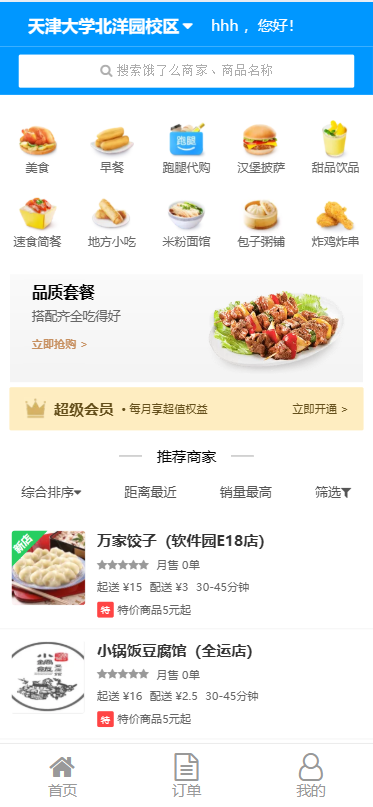 天津大学北洋园校区 hhh ，您好！
搜索饿了么商家、商品名称
跑腿
美食 早餐 跑腿代购 汉堡披萨 甜品饮品
速食简餐 地方小吃 米粉面馆 包子粥铺 炸鸡炸串
品质套餐
搭配齐全吃得好
立即抢购 >
超级会员 • 每月享超值权益 立即开通 >
推荐商家
综合排序 距离最近 销量最高 筛选
新店
万家饺子（软件园E18店）
月售 0单
起送 ¥15 配送 ¥3 30-45分钟
特 特价商品5元起
小锅饭豆腐馆（全运店）
月售 0单
起送 ¥16 配送 ¥2.5 30-45分钟
特 特价商品5元起
首页 订单 我的